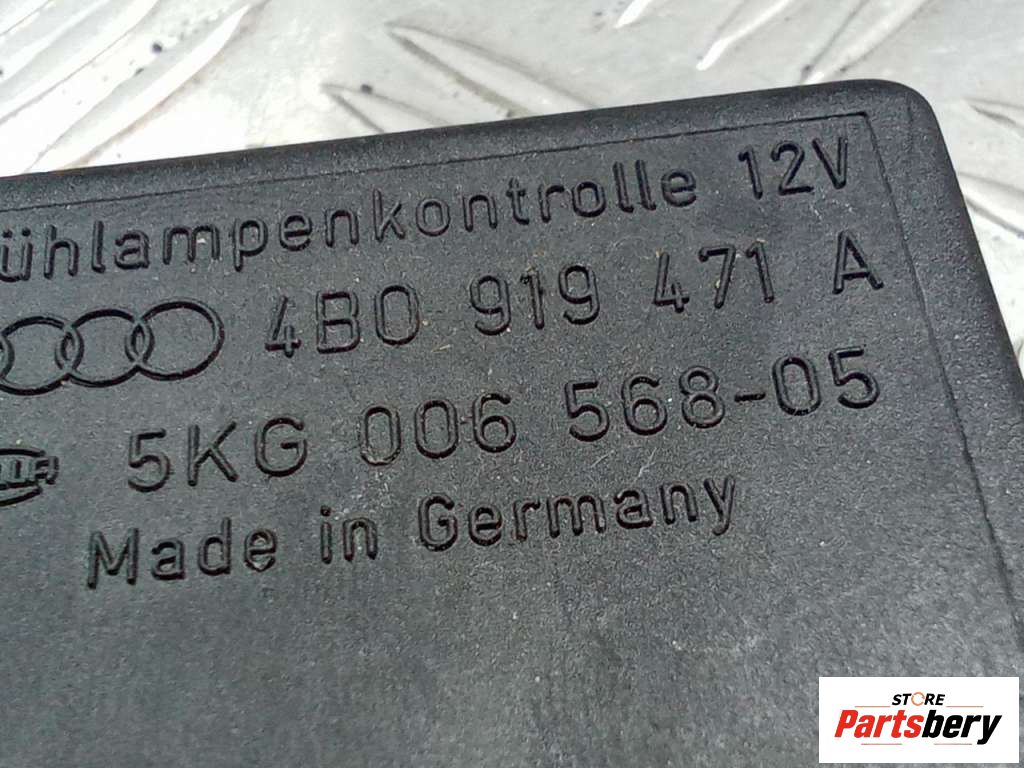 ühlampenkontrolle 12V
4B0 919 471 A
5KG 006 568-05
Made in Germany
STORE
Partsbery